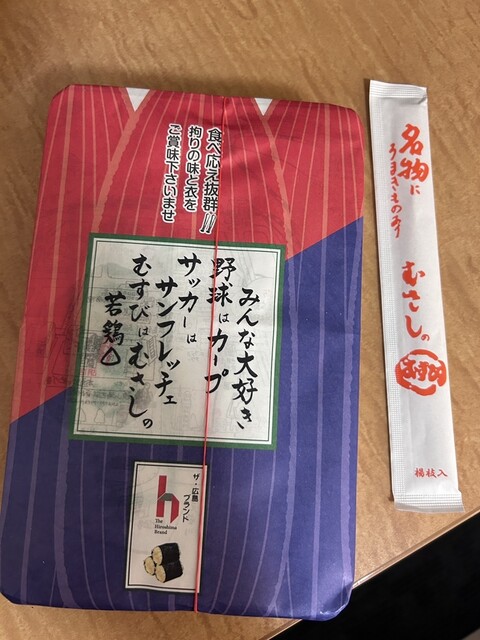 食べ応え抜群!!
拘りの味と衣を
ご賞味下さいませ
みんな大好き
野球はカープ
サッカーは
サンフレッチェ
むすびはむさしの
若鶏
ザ・広島
ブランド
The
Hiroshima
Brand
名物に
うまきものあり
むさしの
むすび
楊枝入